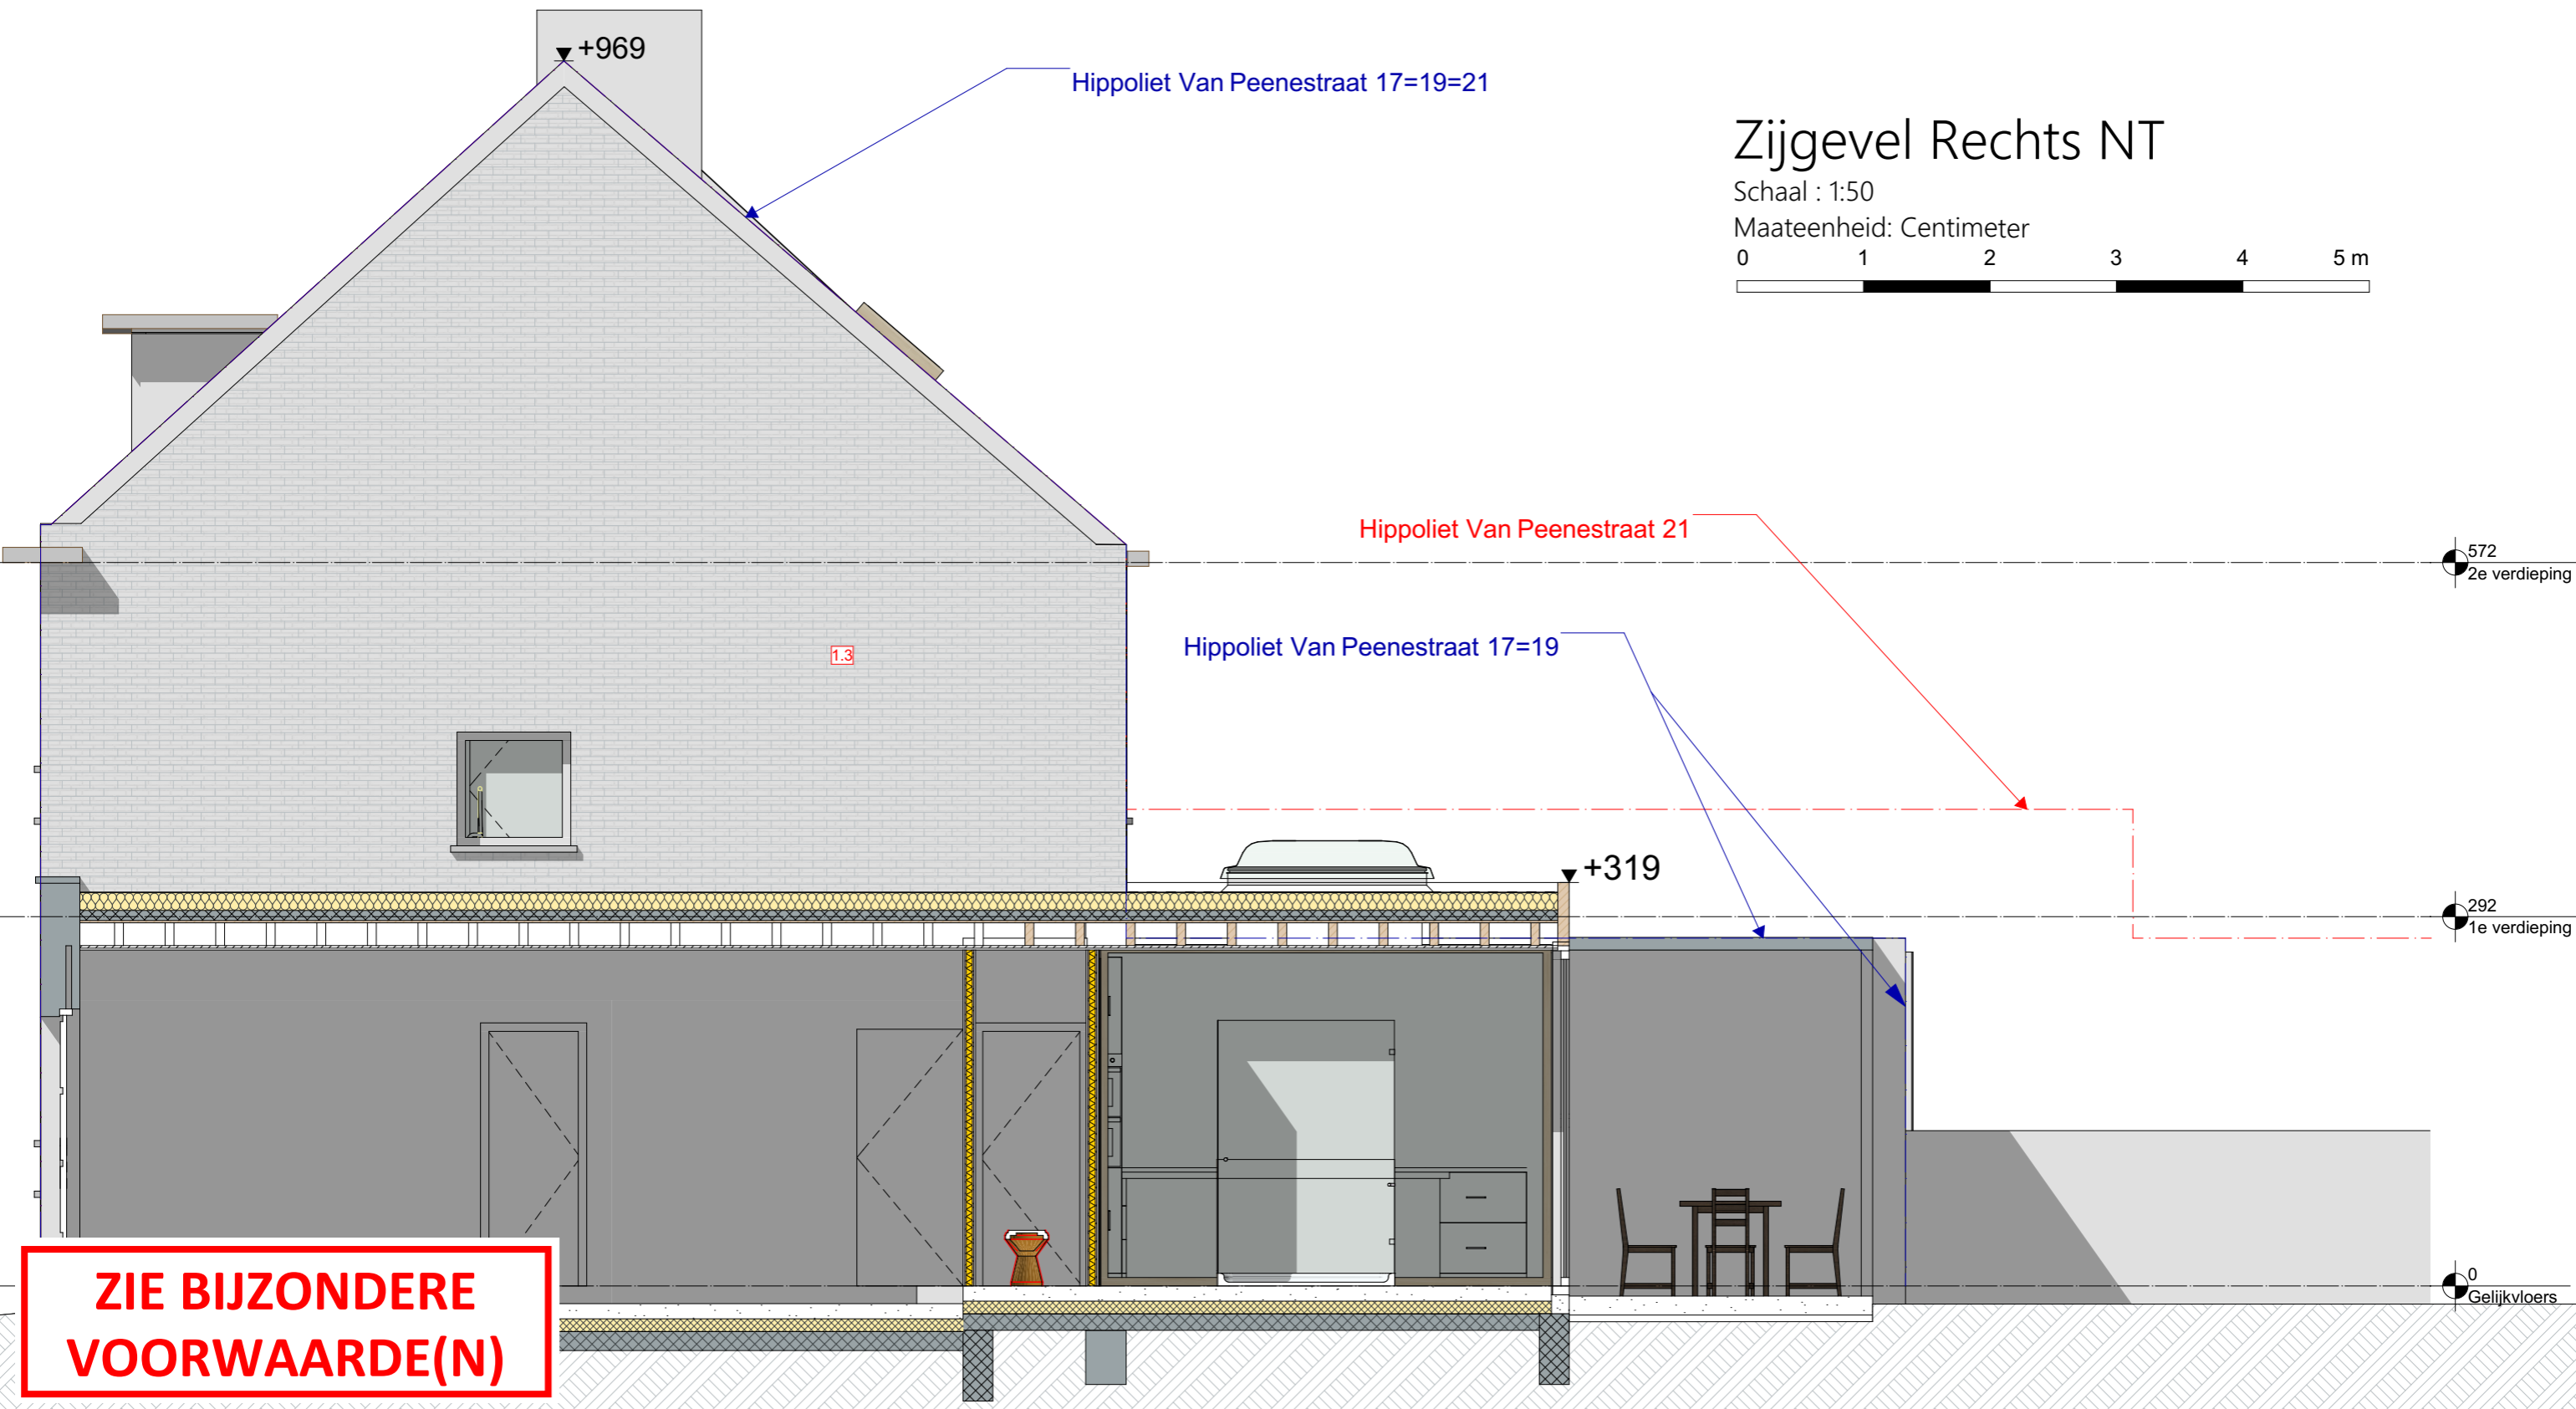 +969
Hippoliet Van Peenestraat 17=19=21
Zijgevel Rechts NT
Schaal : 1:50
Maateenheid: Centimeter
0 1 2 3 4 5 m
Hippoliet Van Peenestraat 21
572
2e verdieping
Hippoliet Van Peenestraat 17=19
1.3
+319
292
1e verdieping
0
Gelijkvloers
ZIE BIJZONDERE
VOORWAARDE(N)